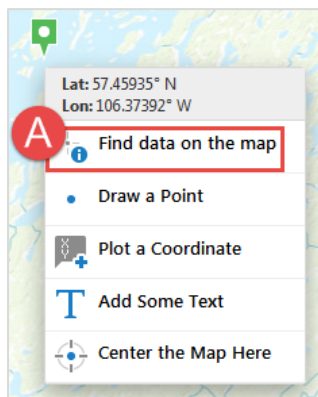 Lat: 57.45935° N
Lon: 106.37392° W
A
Find data on the map
Draw a Point
X Y
Plot a Coordinate
T
Add Some Text
Center the Map Here